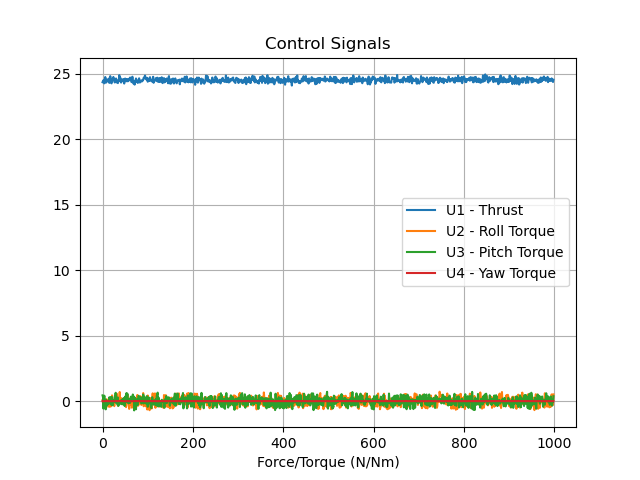 Control Signals
25
20
15
10
5
0
U1 - Thrust
U2 - Roll Torque
U3 - Pitch Torque
U4 - Yaw Torque
0 200 400 600 800 1000
Force/Torque (N/Nm)